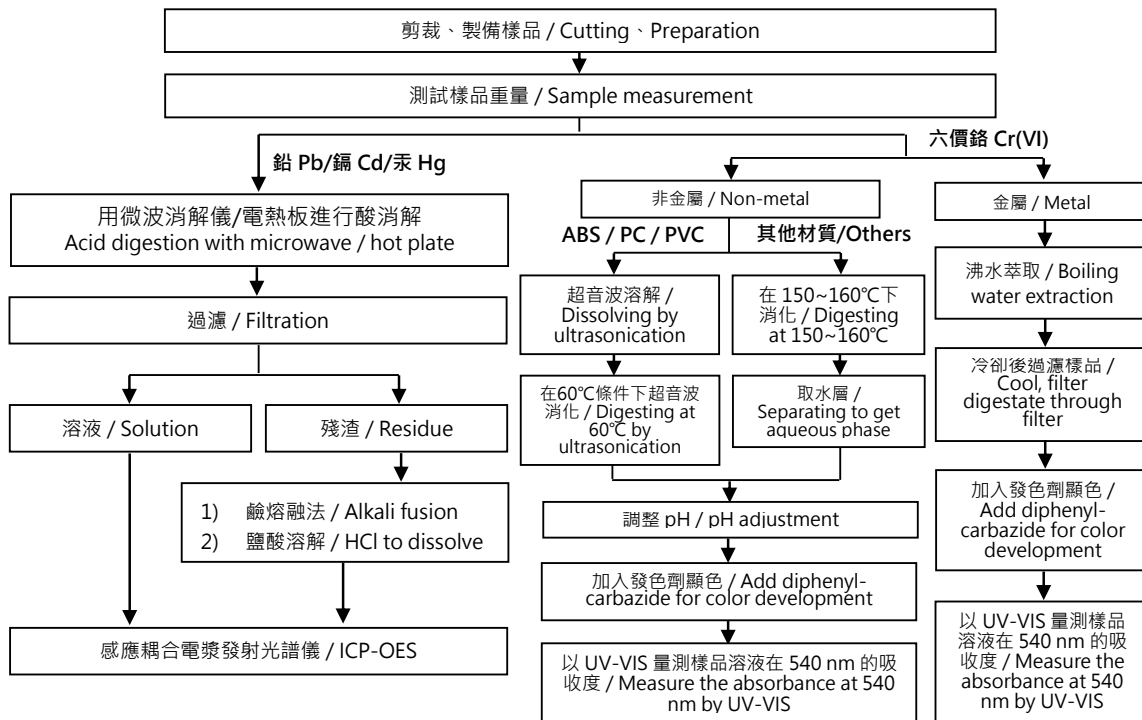 剪裁、製備樣品 / Cutting、Preparation
測試樣品重量 / Sample measurement
鉛 Pb/鎘 Cd/汞 Hg
用微波消解儀/電熱板進行酸消解
Acid digestion with microwave / hot plate
過濾 / Filtration
溶液 / Solution
殘渣 / Residue
1) 鹼熔融法 / Alkali fusion
2) 鹽酸溶解 / HCl to dissolve
感應耦合電漿發射光譜儀 / ICP-OES
六價鉻 Cr(VI)
非金屬 / Non-metal
ABS / PC / PVC
其他材質/Others
超音波溶解 /
Dissolving by
ultrasonication
在60℃條件下超音波
消化 / Digesting at
60℃ by
ultrasonication
在 150~160℃下
消化 / Digesting
at 150~160℃
取水層 /
Separating to get
aqueous phase
調整 pH / pH adjustment
加入發色劑顯色 / Add diphenyl-
carbazide for color development
以 UV-VIS 量測樣品溶液在 540 nm 的吸
收度 / Measure the absorbance at 540
nm by UV-VIS
金屬 / Metal
沸水萃取 / Boiling
water extraction
冷卻後過濾樣品 /
Cool, filter
digestate through
filter
加入發色劑顯色 /
Add diphenyl-
carbazide for color
development
以 UV-VIS 量測樣品
溶液在 540 nm 的吸
收度 / Measure the
absorbance at 540
nm by UV-VIS